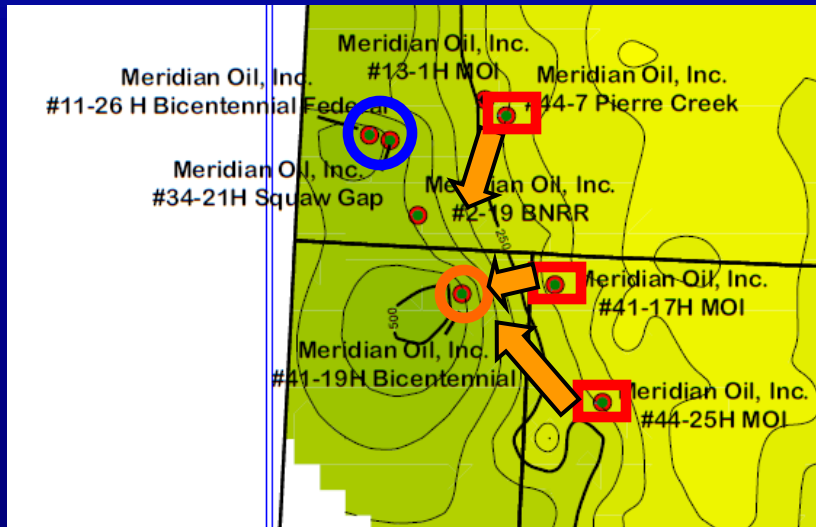 Meridian Oil, Inc.
#13-1H MOI
Meridian Oil, Inc.
#11-26 H Bicentennial Federal
Meridian Oil, Inc.
#44-7 Pierre Creek
Meridian Oil, Inc.
#34-21H Squaw Gap
Meridian Oil, Inc.
#2-19 BNRR
250
Meridian Oil, Inc.
#41-17H MOI
500
Meridian Oil, Inc.
#41-19H Bicentennial
Meridian Oil, Inc.
#44-25H MOI